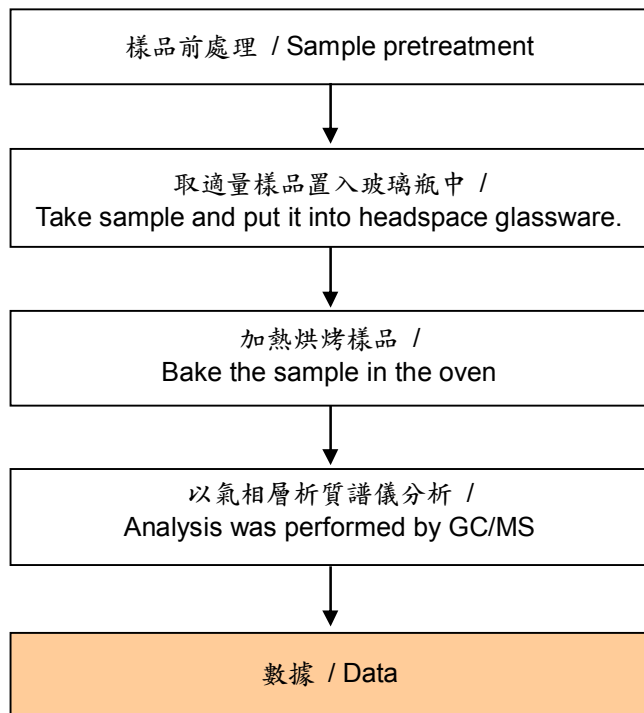 樣品前處理 / Sample pretreatment
取適量樣品置入玻璃瓶中 /
Take sample and put it into headspace glassware.
加熱烘烤樣品 /
Bake the sample in the oven
以氣相層析質譜儀分析 /
Analysis was performed by GC/MS
數據 / Data